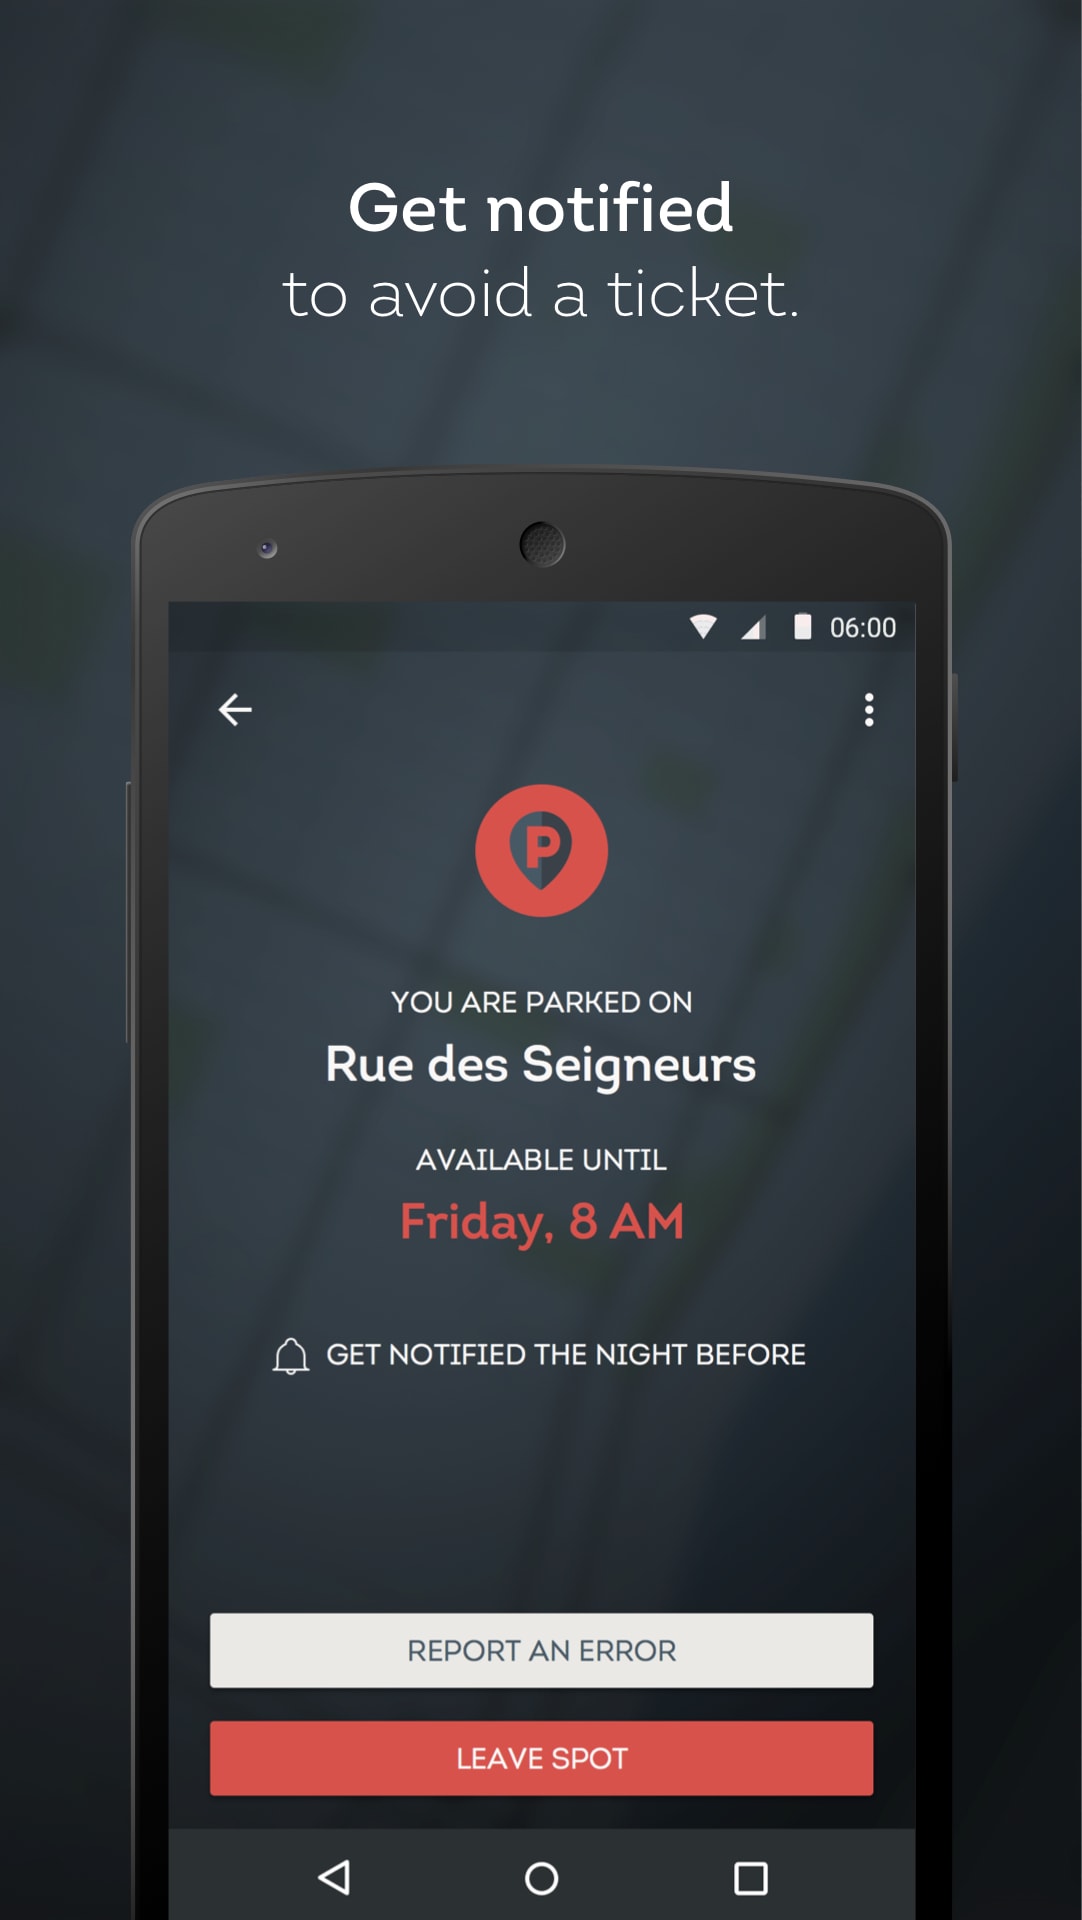 Get notified
to avoid a ticket.
06:00
P
YOU ARE PARKED ON
Rue des Seigneurs
AVAILABLE UNTIL
Friday, 8 AM
GET NOTIFIED THE NIGHT BEFORE
REPORT AN ERROR
LEAVE SPOT